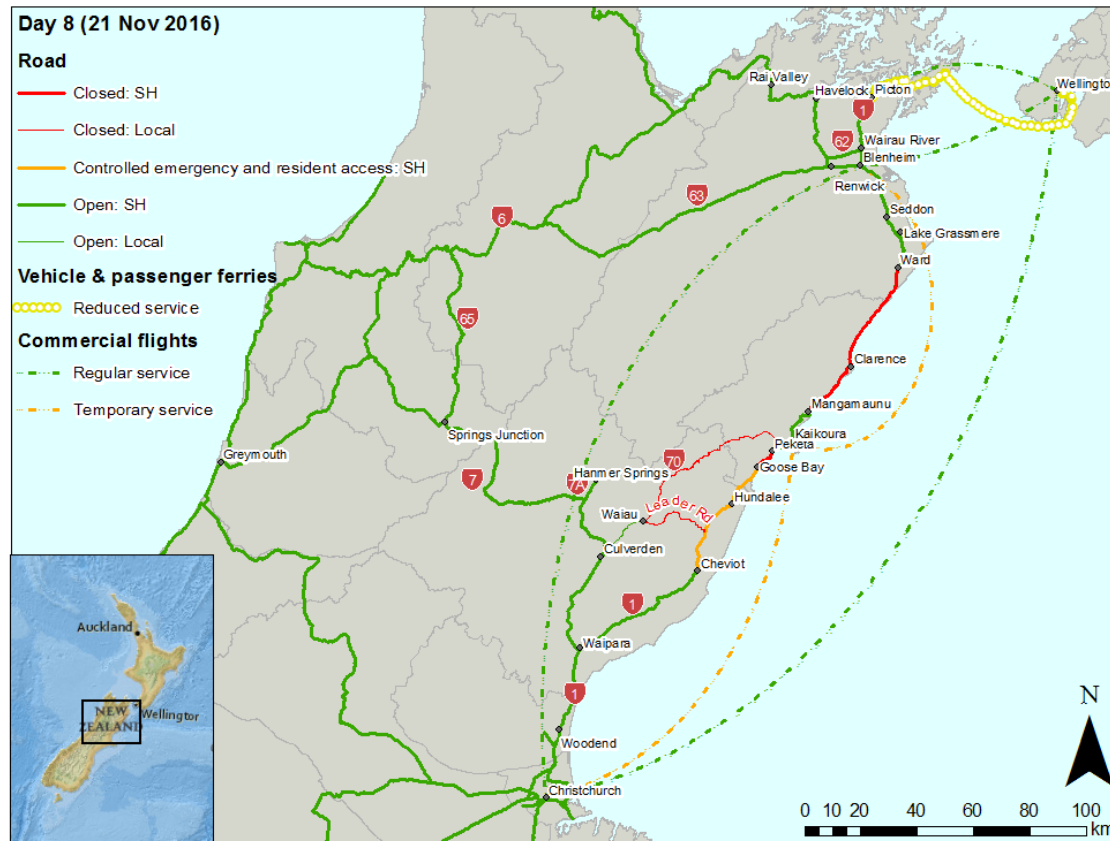 Day 8 (21 Nov 2016)
Road
Closed: SH
Closed: Local
Controlled emergency and resident access: SH
Open: SH
Open: Local
Vehicle & passenger ferries
Reduced service
Commercial flights
Regular service
Temporary service
Rai Valley
Havelock
Picton
Wellington
1
62
Wairau River
Blenheim
Renwick
63
6
Seddon
Lake Grassmere
Ward
65
Clarence
Mangamaunu
Springs Junction
Kaikoura
Peketa
Greymouth
70
Goose Bay
7
7A
Hanmer Springs
Hundalee
Leader Rd
Waiau
Culverden
Cheviot
1
Waipara
1
Woodend
Christchurch
Auckland
Wellington
NEW
ZEALAND
N
0 10 20 40 60 80 100
km